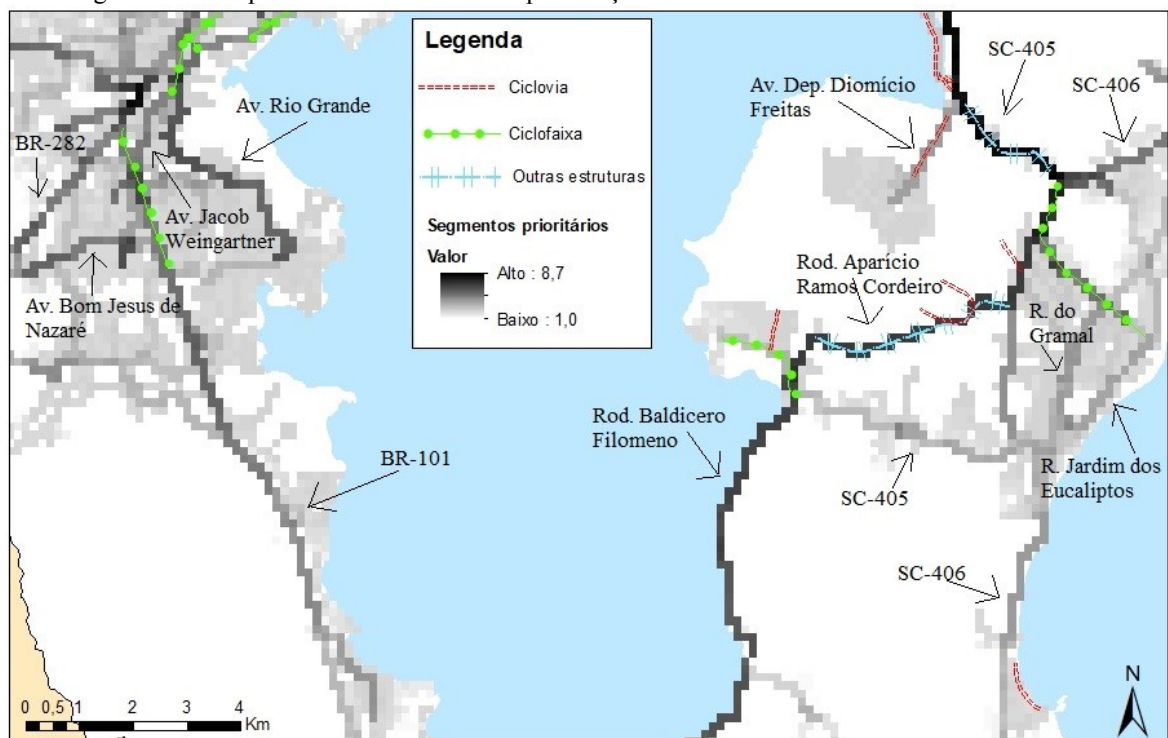 Legenda
Ciclovia
Ciclofaixa
Outras estruturas
Segmentos prioritários
Valor
Alto : 8,7
Baixo : 1,0
SC-405
SC-406
Av. Dep. Diomício
Freitas
Av. Rio Grande
BR-282
Av. Jacob
Weingartner
Av. Bom Jesus de
Nazaré
Rod. Aparício
Ramos Cordeiro
R. do
Gramal
Rod. Baldicero
Filomeno
BR-101
SC-405
R. Jardim dos
Eucaliptos
SC-406
N
0 0,5 1 2 3 4
Km